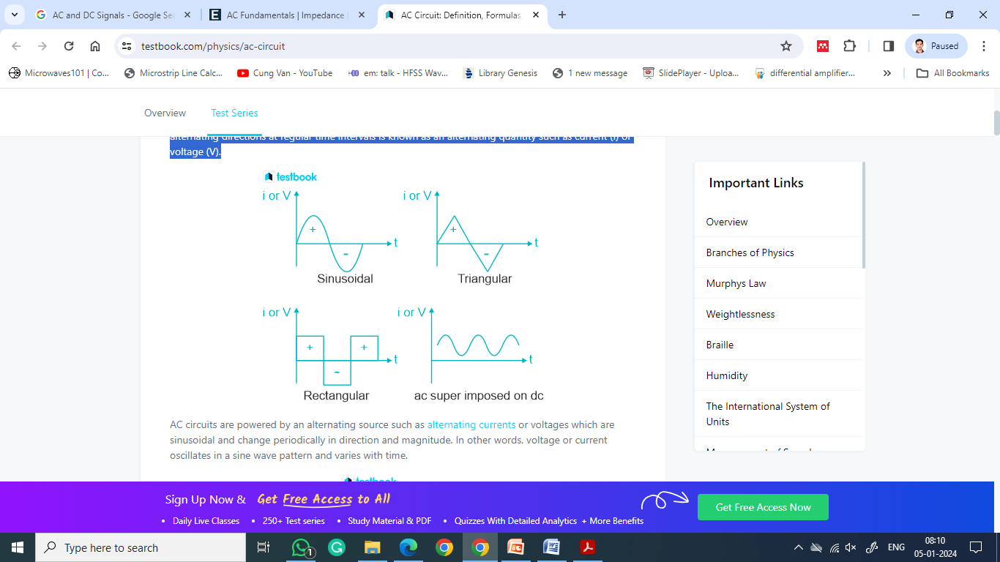 AC and DC Signals - Google Se
AC Fundamentals | Impedance
AC Circuit: Definition, Formulas,
testbook.com/physics/ac-circuit
Paused
Microwaves101 | Co...
Microstrip Line Calc...
Cung Van - YouTube
em: talk - HFSS Wav...
Library Genesis
1 new message
SlidePlayer - Uploa...
differential amplifier...
»
All Bookmarks
Overview
Test Series
alternating directions at regular time intervals is known as an alternating quantity such as current (i) or
voltage (V).
testbook
i or V
+
-
t
Sinusoidal
i or V
+
-
t
Triangular
i or V
+
-
+
t
Rectangular
i or V
t
ac super imposed on dc
AC circuits are powered by an alternating source such as alternating currents or voltages which are
sinusoidal and change periodically in direction and magnitude. In other words, voltage or current
oscillates in a sine wave pattern and varies with time.
testbook
Important Links
Overview
Branches of Physics
Murphys Law
Weightlessness
Braille
Humidity
The International System of
Units
Sign Up Now & Get Free Access to All
• Daily Live Classes • 250+ Test series • Study Material & PDF • Quizzes With Detailed Analytics + More Benefits
Get Free Access Now
Type here to search
1
ENG
08:10
05-01-2024